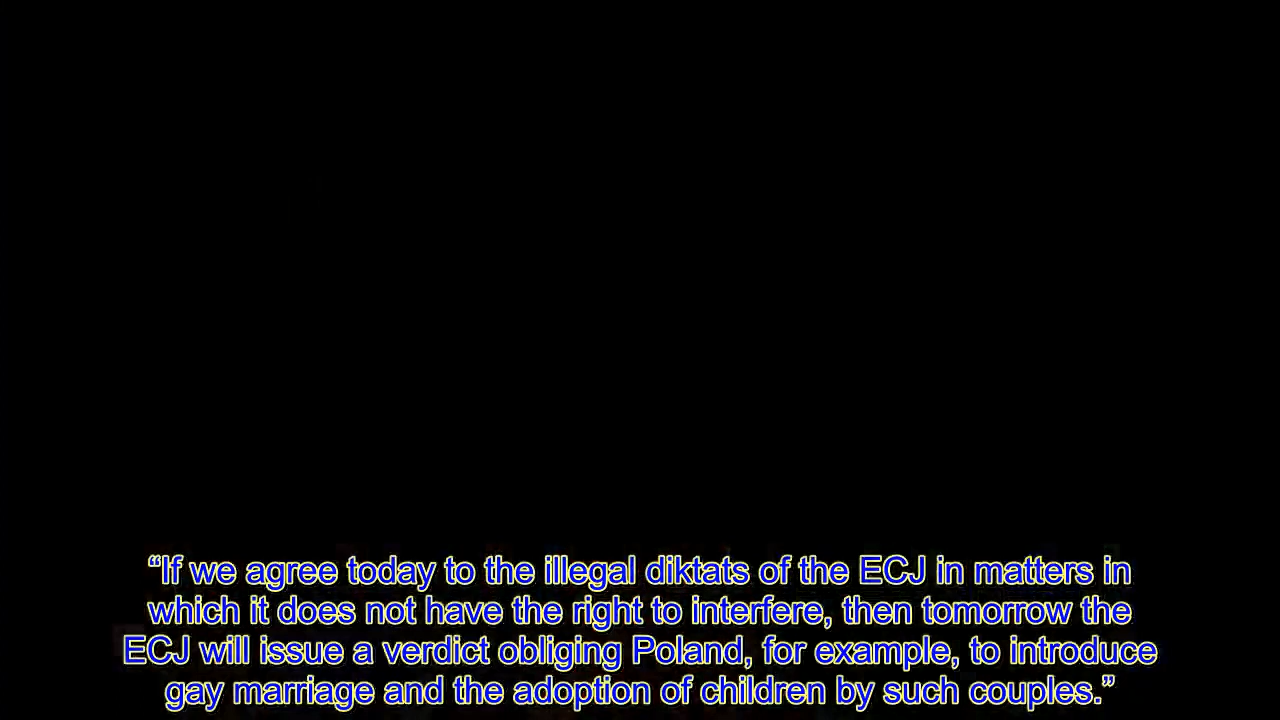 “If we agree today to the illegal diktats of the ECJ in matters in
which it does not have the right to interfere, then tomorrow the
ECJ will issue a verdict obliging Poland, for example, to introduce
gay marriage and the adoption of children by such couples.”